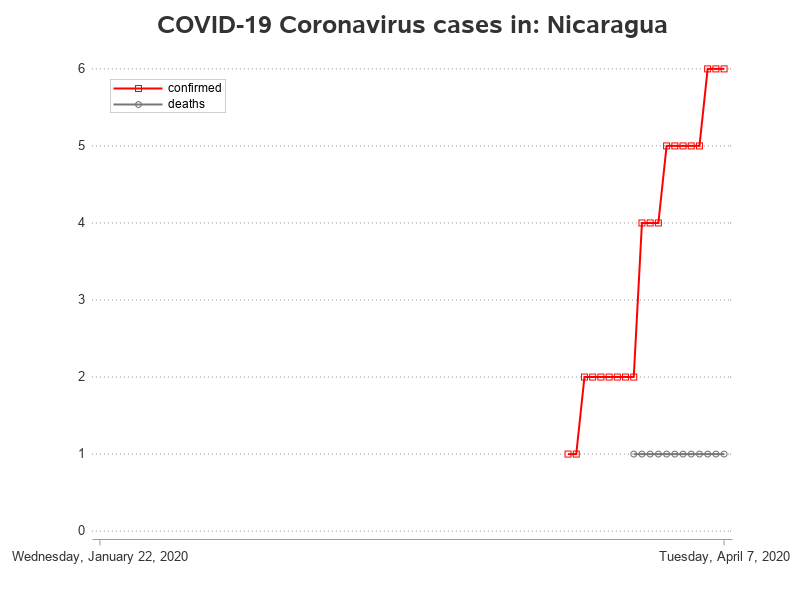 COVID-19 Coronavirus cases in: Nicaragua
6
confirmed
deaths
5
4
3
2
1
0
Wednesday, January 22, 2020
Tuesday, April 7, 2020